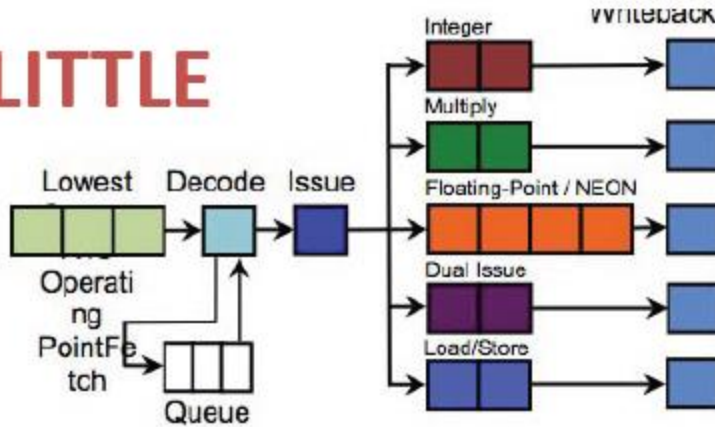 LITTLE
Lowest
Operati
ng
PointFe
tch
Decode
Issue
Queue
Integer
Multiply
Floating-Point / NEON
Dual Issue
Load/Store
Writeback